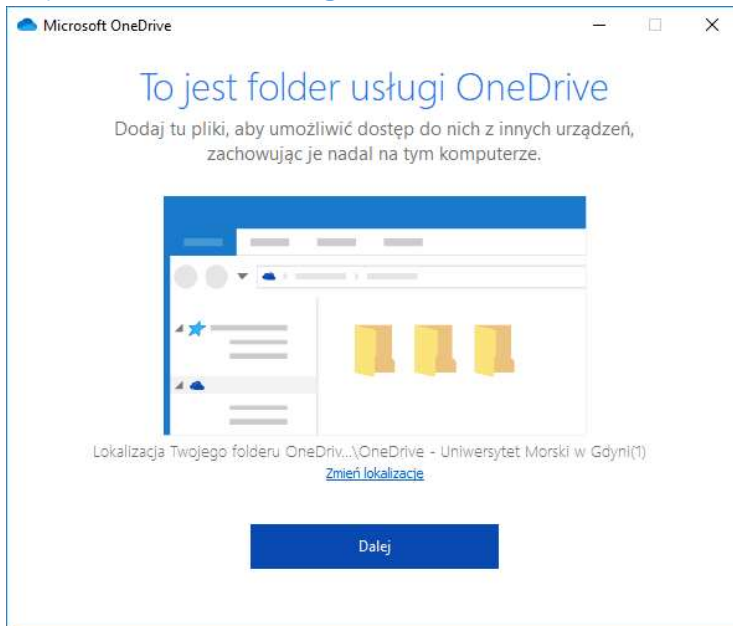 Microsoft OneDrive
To jest folder usługi OneDrive
Dodaj tu pliki, aby umożliwić dostęp do nich z innych urządzeń,
zachowując je nadal na tym komputerze.
Lokalizacja Twojego folderu OneDriv...\OneDrive - Uniwersytet Morski w Gdyni(1)
Zmień lokalizację
Dalej